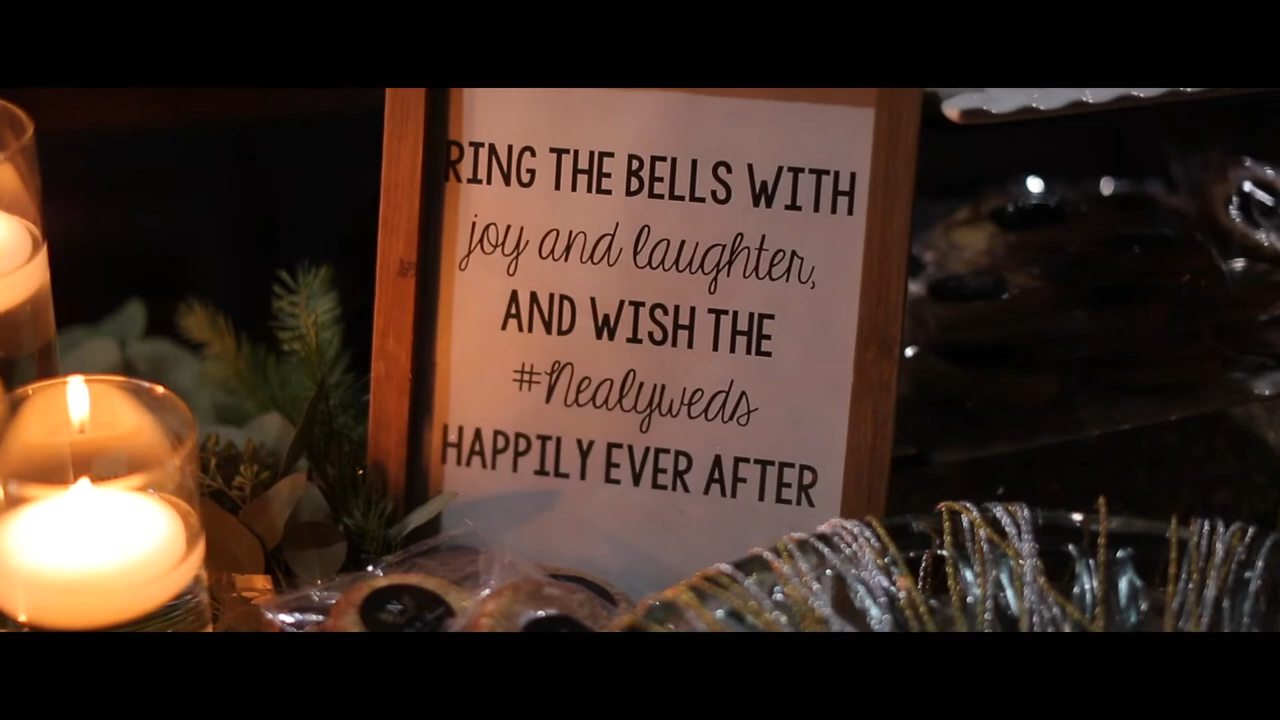 RING THE BELLS WITH
joy and laughter,
AND WISH THE
#Nealyweds
HAPPILY EVER AFTER